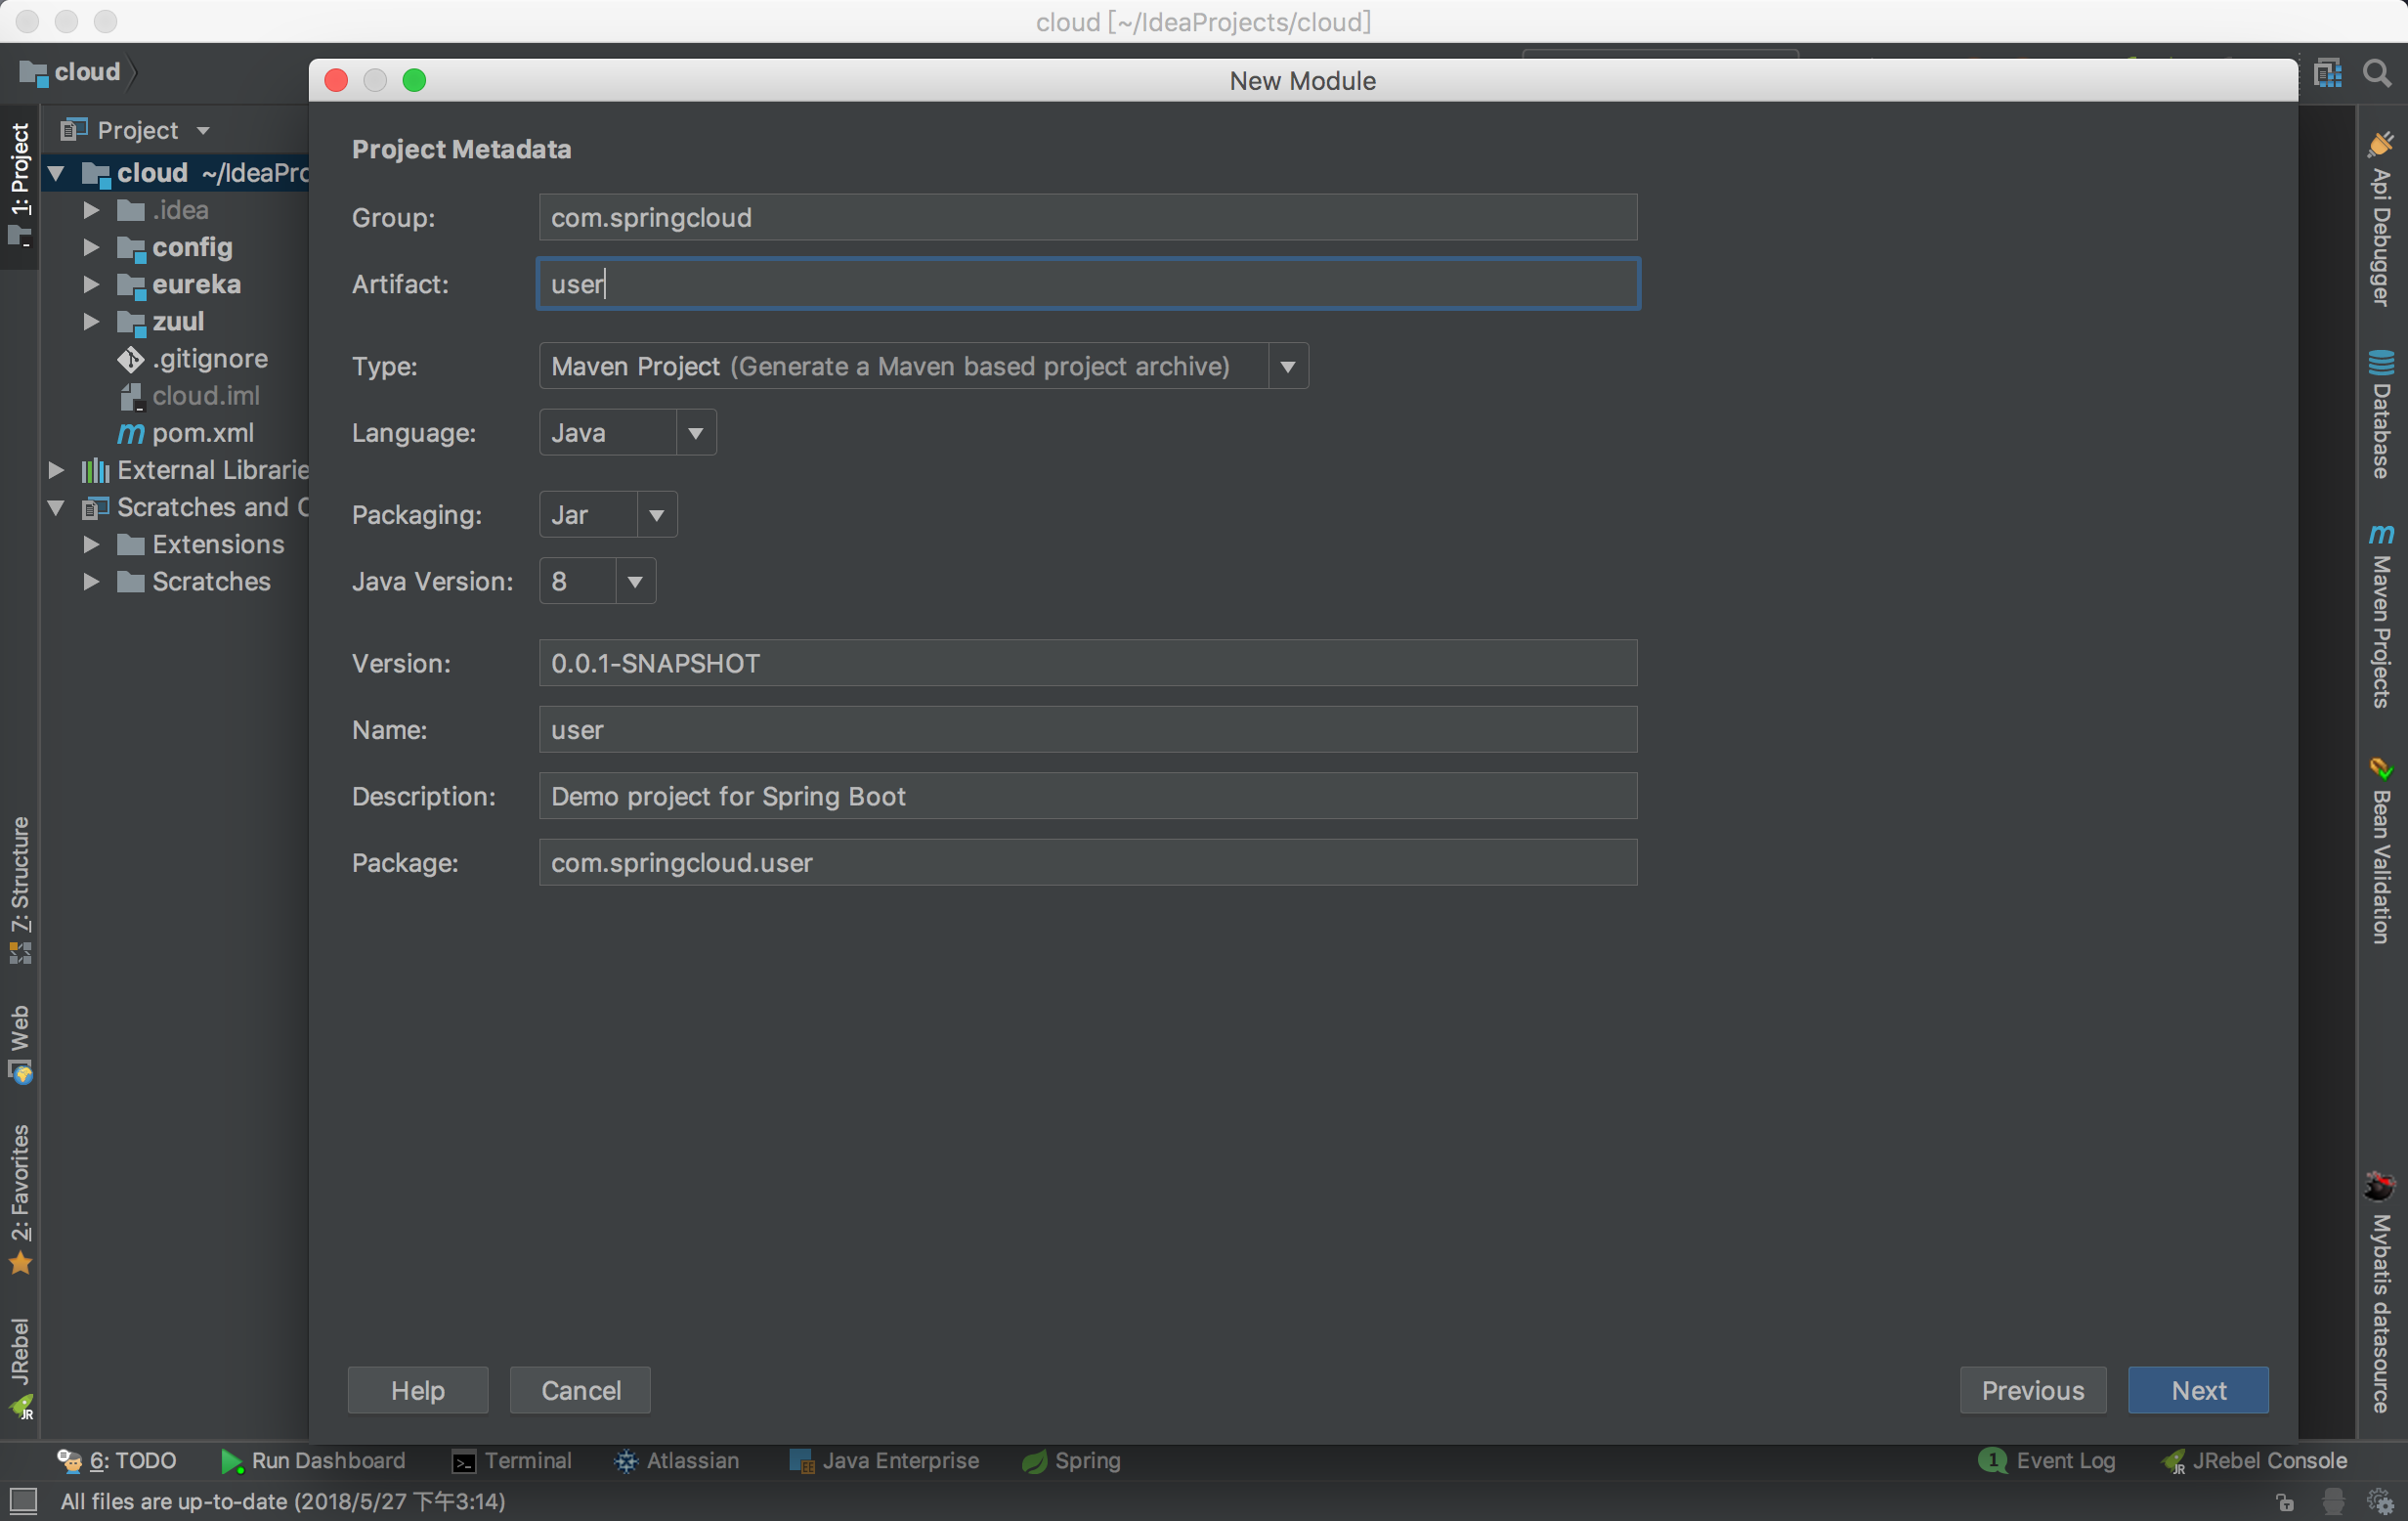 cloud [~/IdeaProjects/cloud]
cloud
New Module
1: Project
Project
cloud ~/IdeaPro
.idea
config
eureka
zuul
.gitignore
cloud.iml
pom.xml
External Librarie
Scratches and C
Extensions
Scratches
Project Metadata
Group: com.springcloud
Artifact: user
Type: Maven Project (Generate a Maven based project archive)
Language: Java
Packaging: Jar
Java Version: 8
Version: 0.0.1-SNAPSHOT
Name: user
Description: Demo project for Spring Boot
Package: com.springcloud.user
Help
Cancel
Previous
Next
7: Structure
Web
2: Favorites
JRebel
JR
Api Debugger
Database
m
Maven Projects
Bean Validation
Mybatis datasource
6: TODO
Run Dashboard
Terminal
Atlassian
Java Enterprise
Spring
1 Event Log
JRebel Console
All files are up-to-date (2018/5/27 下午3:14)